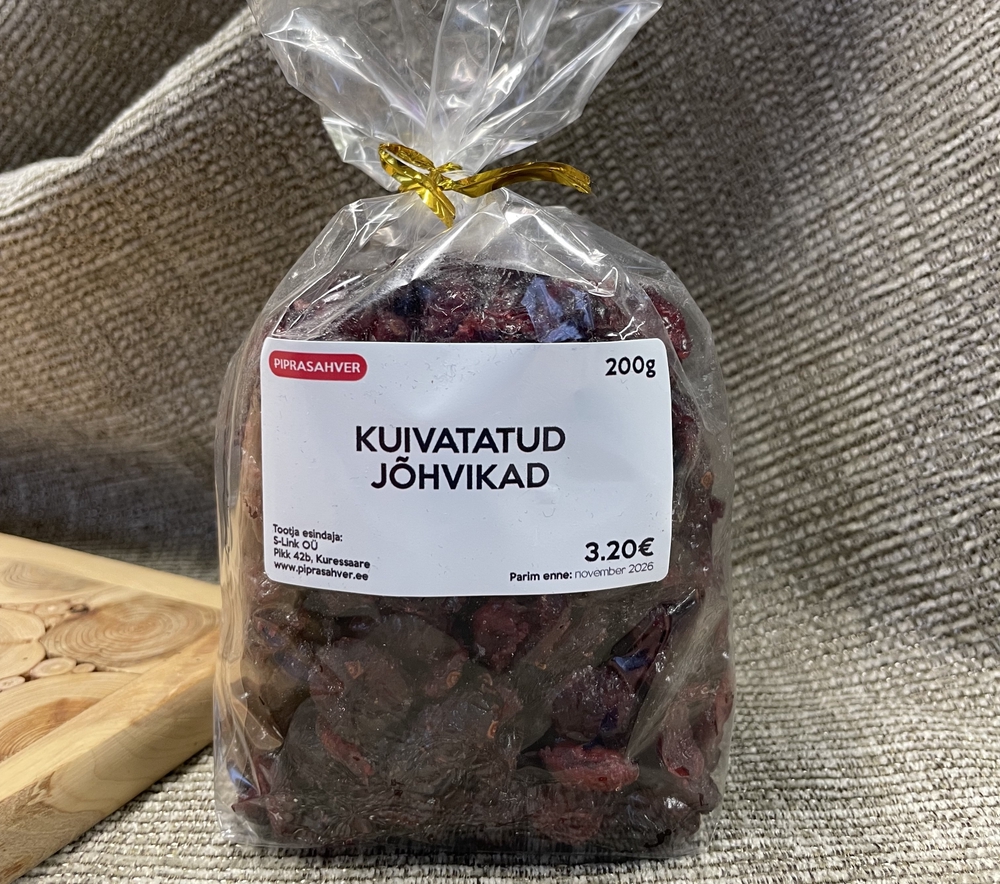 PIPRASAHVER
200g
KUIVATATUD
JÕHVIKAD
Tootja esindaja:
S-Link OÜ
Pikk 42b, Kuressaare
www.piprasahver.ee
3.20€
Parim enne: november 2026